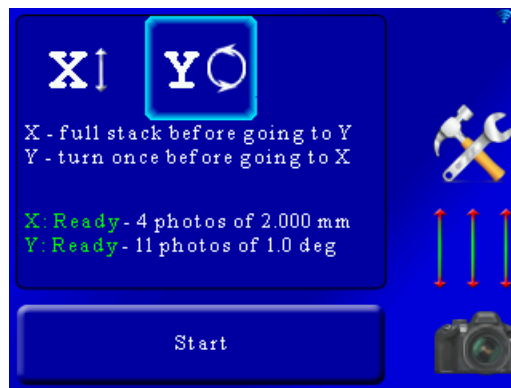 X Y
X - full stack before going to Y
Y - turn once before going to X
X: Ready - 4 photos of 2.000 mm
Y: Ready - 11 photos of 1.0 deg
Start